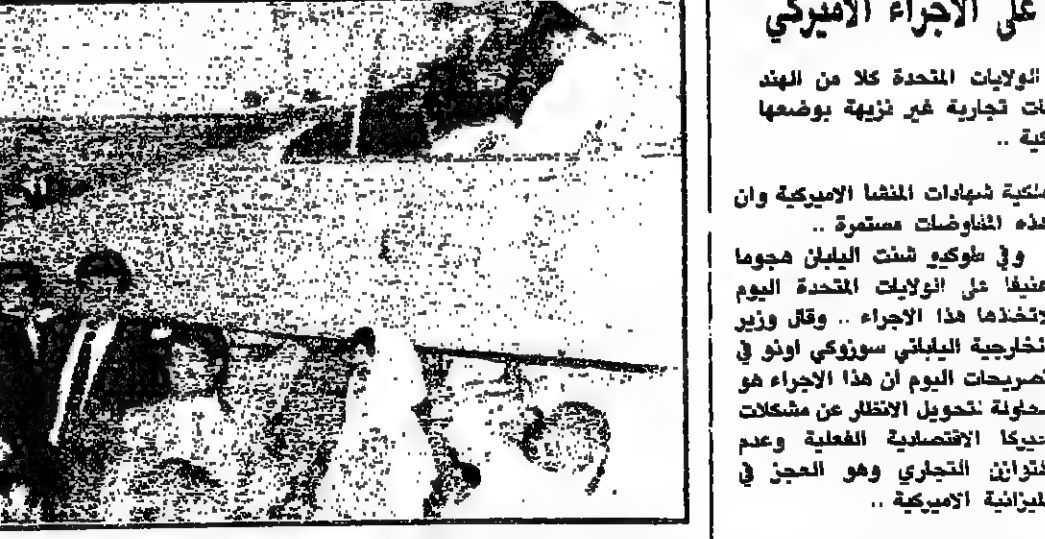 على الاجراء الاميركي
الولايات المتحدة كلا من الهند
تجارية غير نزيهة بوضعها
..
شهادات المنشا الاميركية وان
هذه المفاوضات مستمرة ..
وفي طوكيو شنت اليابان هجوما
عنيفا على الولايات المتحدة اليوم
لاتخاذها هذا الاجراء .. وقال وزير
الخارجية الياباني سوزوكي اونو في
تصريحات اليوم ان هذا الاجراء هو
محاولة لتحويل الانظار عن مشكلات
اميركا الاقتصادية الفعلية وعدم
التوازن التجاري وهو العجز في
الميزانية الاميركية ..